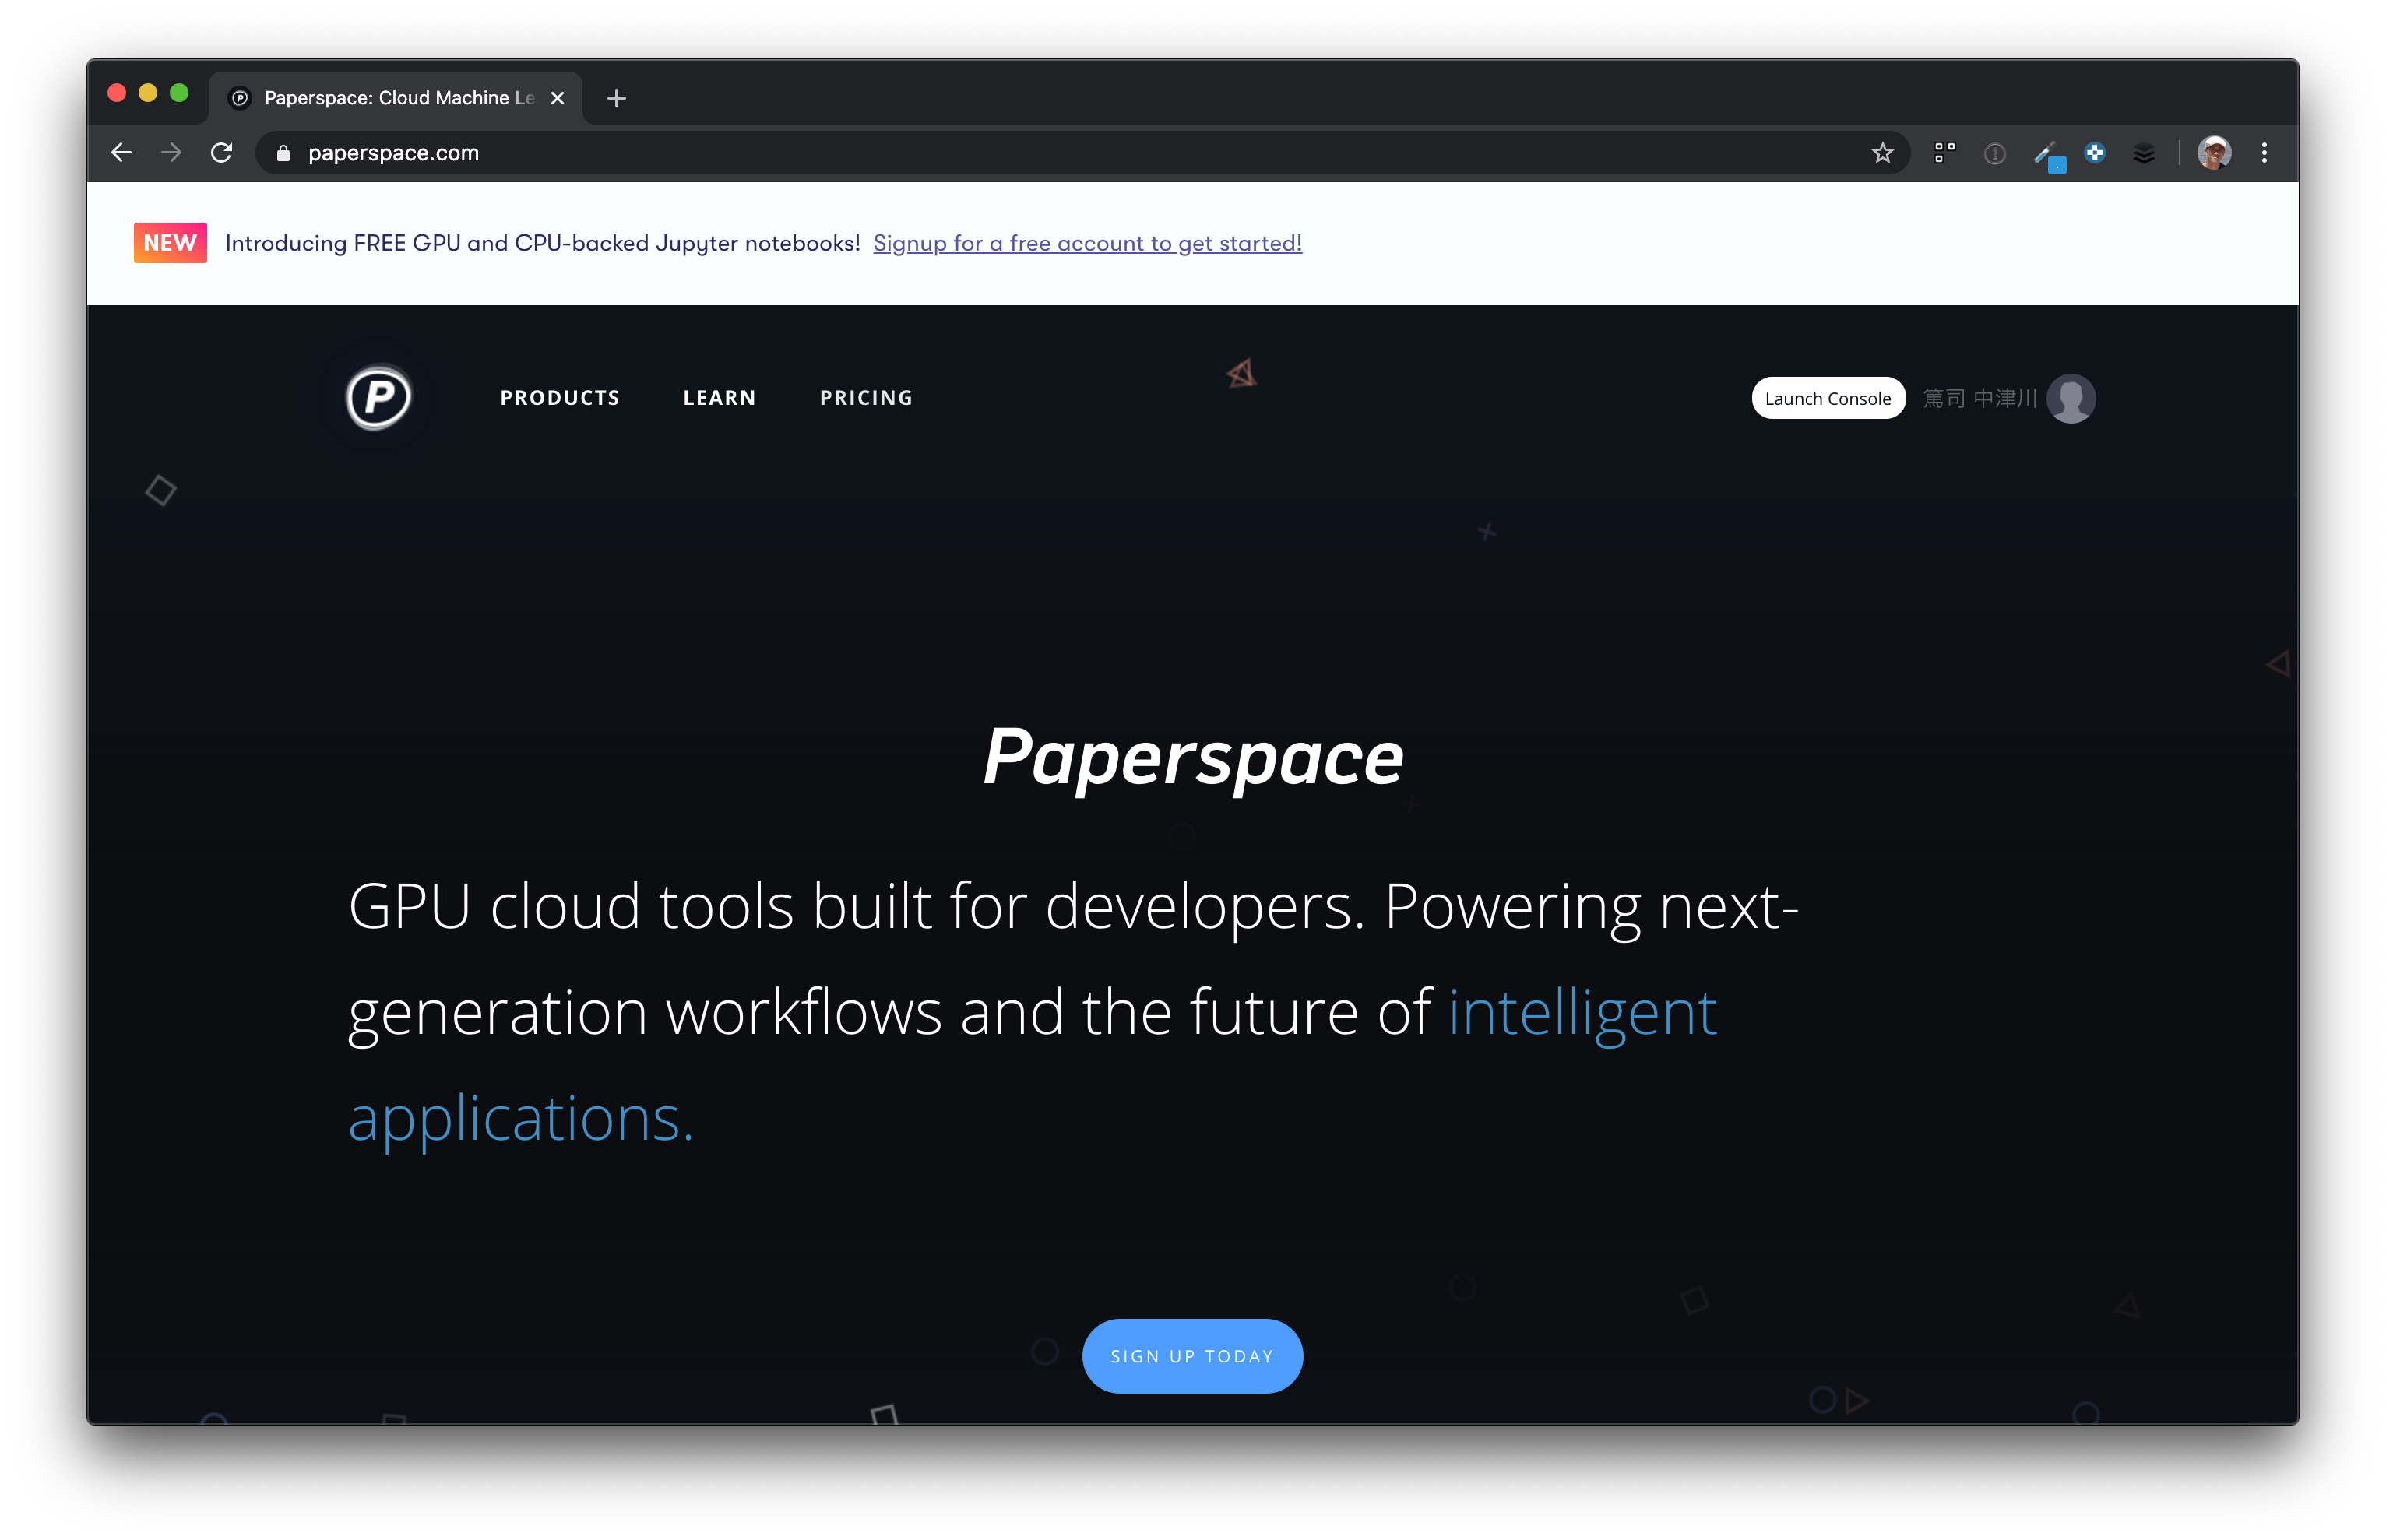 Paperspace: Cloud Machine Le
paperspace.com
NEW Introducing FREE GPU and CPU-backed Jupyter notebooks! Signup for a free account to get started!
P PRODUCTS LEARN PRICING Launch Console 篤司 中津川
Paperspace
GPU cloud tools built for developers. Powering next-
generation workflows and the future of intelligent
applications.
SIGN UP TODAY